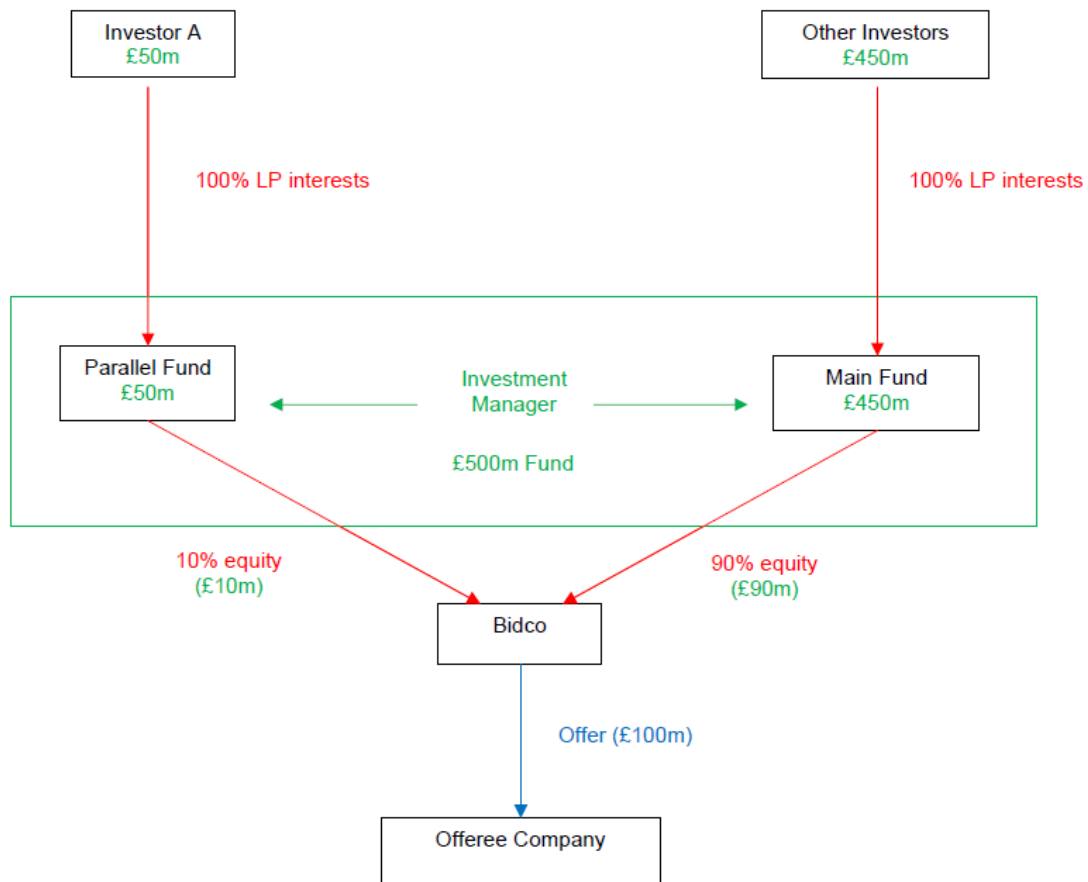 Investor A
£50m
Other Investors
£450m
100% LP interests
100% LP interests
Parallel Fund
£50m
Investment
Manager
£500m Fund
Main Fund
£450m
10% equity
(£10m)
90% equity
(£90m)
Bidco
Offer (£100m)
Offeree Company